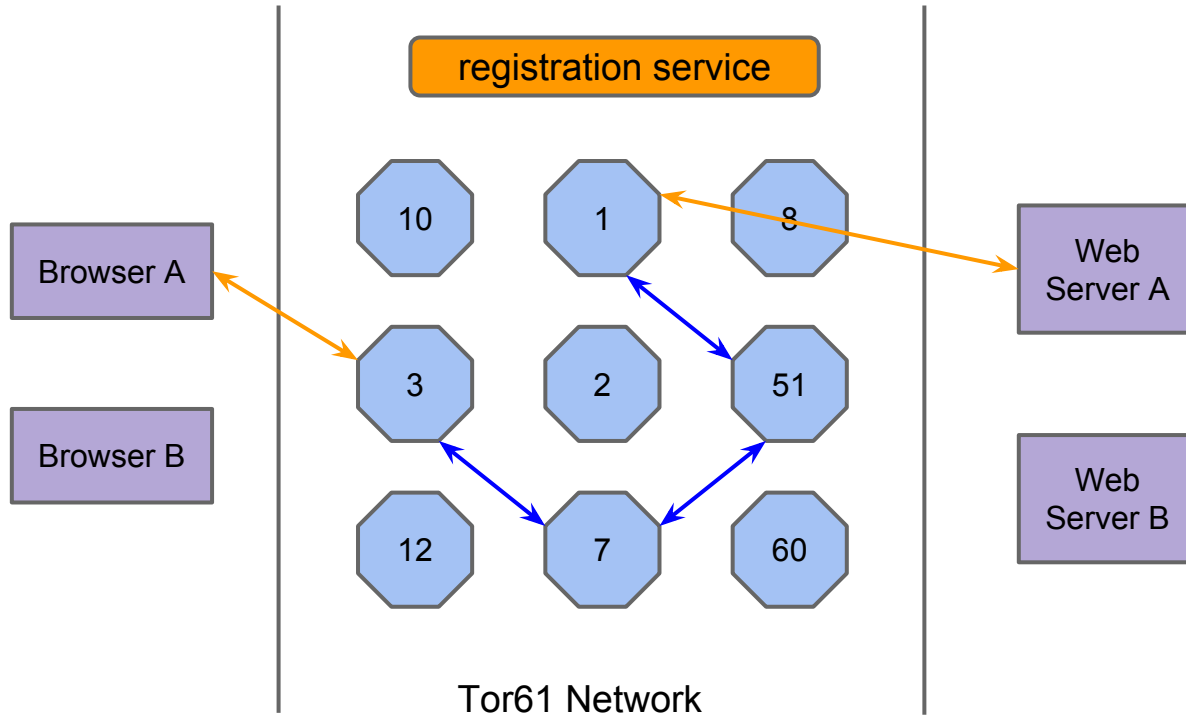 registration service
10
1
8
Browser A
Web
Server A
3
2
51
Browser B
Web
Server B
12
7
60
Tor61 Network